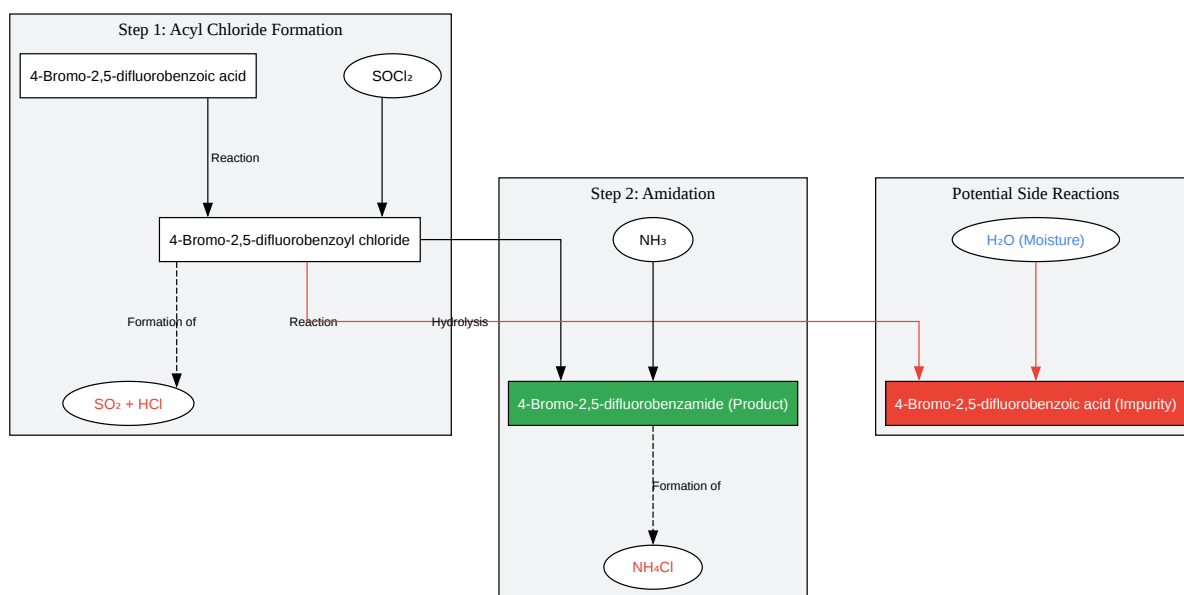 Step 1: Acyl Chloride Formation
4-Bromo-2,5-difluorobenzoic acid
SOCl₂
Reaction
4-Bromo-2,5-difluorobenzoyl chloride
Formation of
Reaction
Hydrolysis
SO₂ + HCl
Step 2: Amidation
NH₃
4-Bromo-2,5-difluorobenzamide (Product)
Formation of
NH₄Cl
Potential Side Reactions
H₂O (Moisture)
4-Bromo-2,5-difluorobenzoic acid (Impurity)